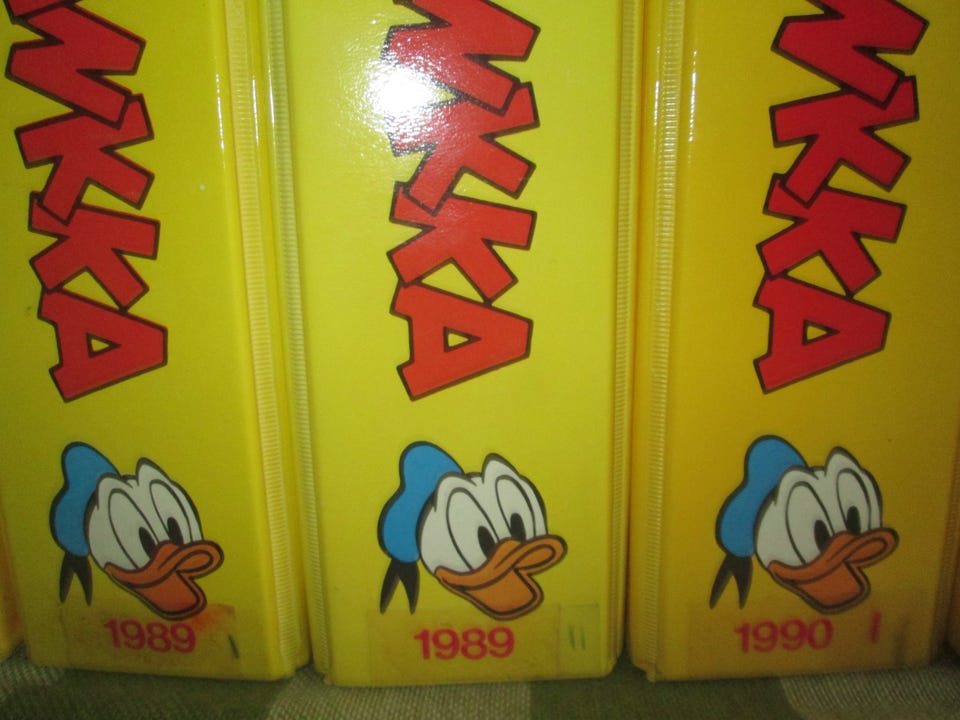 NKKA
1989 I
NKKA
1989 II
NKKA
1990 I